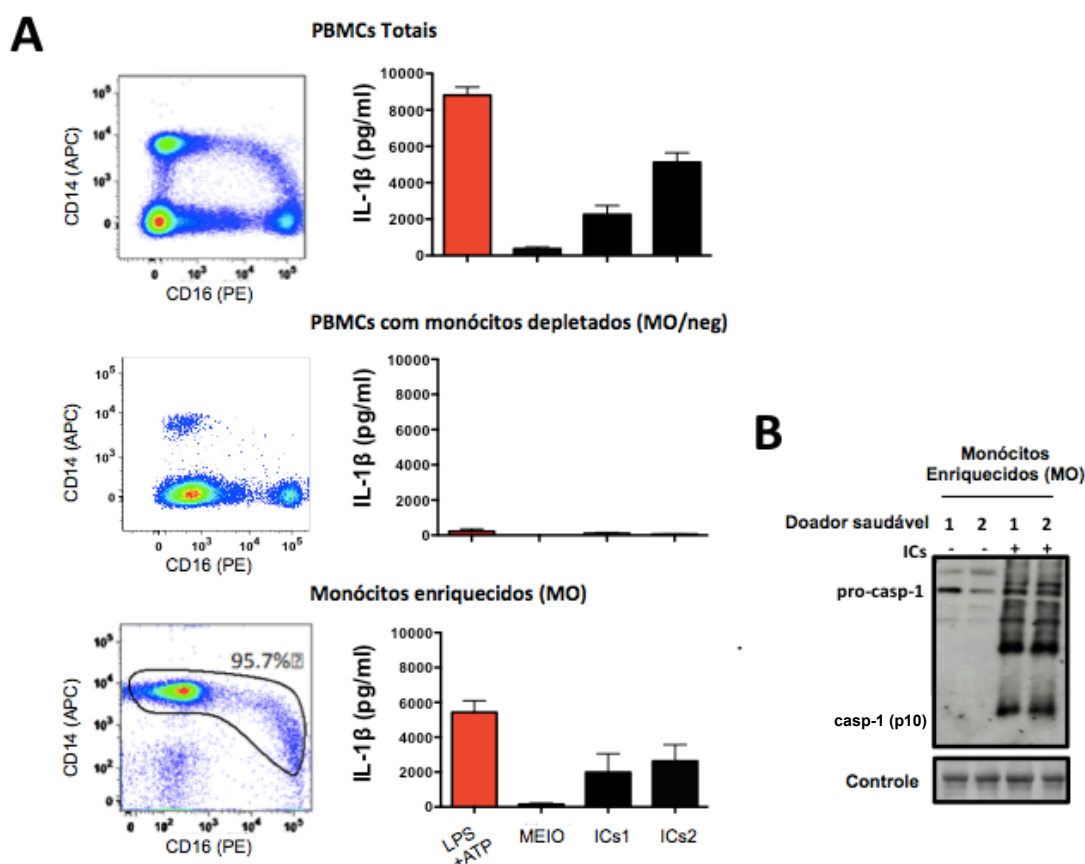 A
PBMCs Totais
CD14 (APC)
10⁵
10⁴
10³
0
0 10³ 10⁴ 10⁵
CD16 (PE)
IL-1β (pg/ml)
10000
8000
6000
4000
2000
0
PBMCs com monócitos depletados (MO/neg)
CD14 (APC)
10⁵
10⁴
10³
0
0 10³ 10⁴ 10⁵
CD16 (PE)
IL-1β (pg/ml)
10000
8000
6000
4000
2000
0
Monócitos enriquecidos (MO)
95.7%
CD14 (APC)
10⁵
10⁴
10³
10²
0
0 10² 10³ 10⁴ 10⁵
CD16 (PE)
IL-1β (pg/ml)
10000
8000
6000
4000
2000
0
LPS
+ATP
MEIO
ICs1
ICs2
B
Monócitos
Enriquecidos (MO)
Doador saudável 1 2 1 2
ICs - - + +
pro-casp-1
casp-1 (p10)
Controle